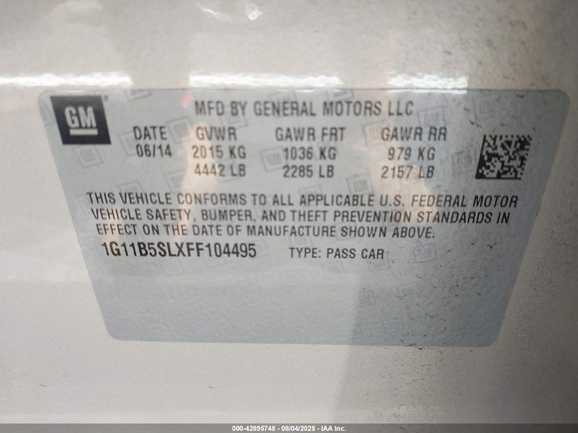 GM
MFD BY GENERAL MOTORS LLC
DATE GVWR GAWR FRT GAWR RR
06/14 2015 KG 1036 KG 979 KG
4442 LB 2285 LB 2157 LB
THIS VEHICLE CONFORMS TO ALL APPLICABLE U.S. FEDERAL MOTOR
VEHICLE SAFETY, BUMPER, AND THEFT PREVENTION STANDARDS IN
EFFECT ON THE DATE OF MANUFACTURE SHOWN ABOVE.
1G11B5SLXFF104495 TYPE: PASS CAR
000-42895748 - 08/04/2025 - IAA Inc.